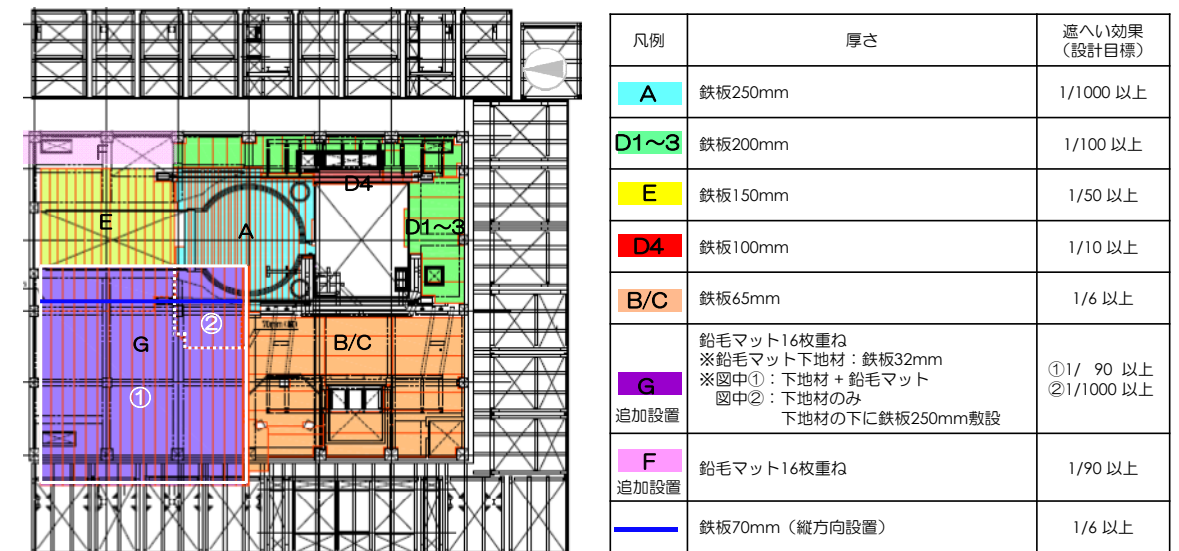 F
E
A
D4
D1～3
②
70mm
G
B/C
①
凡例
厚さ
遮へい効果
（設計目標）
A
鉄板250mm
1/1000 以上
D1～3
鉄板200mm
1/100 以上
E
鉄板150mm
1/50 以上
D4
鉄板100mm
1/10 以上
B/C
鉄板65mm
1/6 以上
G
追加設置
鉛毛マット16枚重ね
※鉛毛マット下地材：鉄板32mm
※図中①：下地材 + 鉛毛マット
図中②：下地材のみ
下地材の下に鉄板250mm敷設
①1/ 90 以上
②1/1000 以上
F
追加設置
鉛毛マット16枚重ね
1/90 以上
鉄板70mm（縦方向設置）
1/6 以上